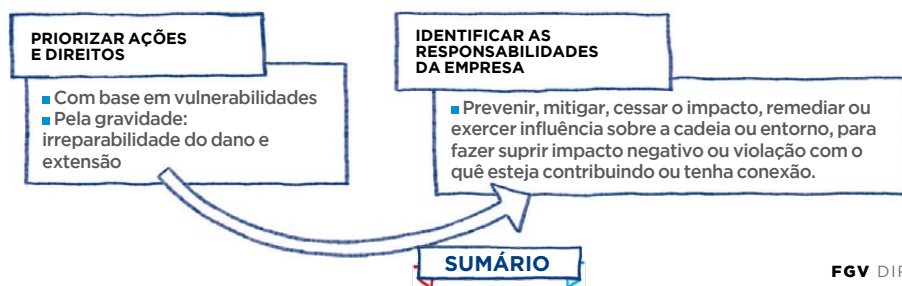 PRIORIZAR AÇÕES
E DIREITOS
■ Com base em vulnerabilidades
■ Pela gravidade:
irreparabilidade do dano e
extensão
IDENTIFICAR AS
RESPONSABILIDADES
DA EMPRESA
■ Prevenir, mitigar, cessar o impacto, remediar ou
exercer influência sobre a cadeia ou entorno, para
fazer suprir impacto negativo ou violação com o
quê esteja contribuindo ou tenha conexão.
SUMÁRIO
FGV